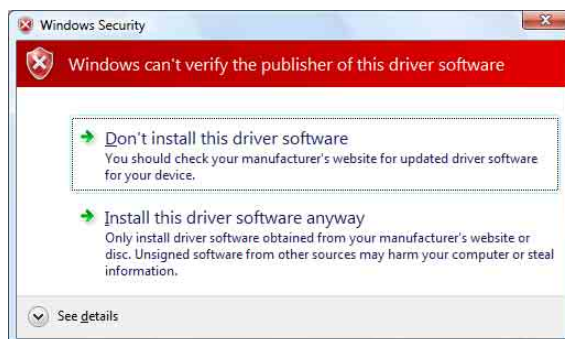 Windows Security
Windows can't verify the publisher of this driver software
Don't install this driver software
You should check your manufacturer's website for updated driver software
for your device.
Install this driver software anyway
Only install driver software obtained from your manufacturer's website or
disc. Unsigned software from other sources may harm your computer or steal
information.
See details